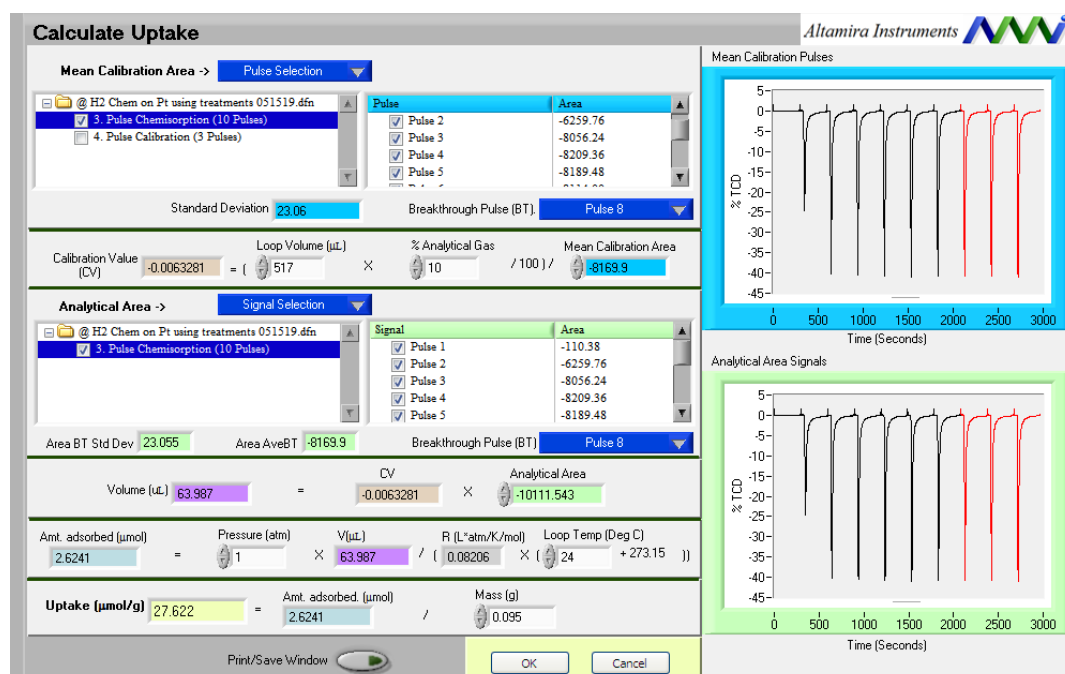 Calculate Uptake
Altamira Instruments
Mean Calibration Area -> Pulse Selection
@ H2 Chem on Pt using treatments 051519.dfn
3. Pulse Chemisorption (10 Pulses)
4. Pulse Calibration (3 Pulses)
Pulse Area
Pulse 2 -6259.76
Pulse 3 -8056.24
Pulse 4 -8209.36
Pulse 5 -8189.48
Standard Deviation 23.06 Breakthrough Pulse (BT). Pulse 8
Loop Volume (µL) % Analytical Gas Mean Calibration Area
Calibration Value (CV) -0.0063281 = ( 517 X 10 / 100 ) / -8169.9
Analytical Area -> Signal Selection
@ H2 Chem on Pt using treatments 051519.dfn
3. Pulse Chemisorption (10 Pulses)
Signal Area
Pulse 1 -110.38
Pulse 2 -6259.76
Pulse 3 -8056.24
Pulse 4 -8209.36
Pulse 5 -8189.48
Area BT Std Dev 23.055 Area AveBT -8169.9 Breakthrough Pulse (BT) Pulse 8
CV Analytical Area
Volume (uL) 63.987 = -0.0063281 X -10111.543
Amt. adsorbed (µmol) Pressure (atm) V(µL) R (L*atm/K/mol) Loop Temp (Deg C)
2.6241 = 1 X 63.987 / ( 0.08206 X ( 24 + 273.15 ))
Amt. adsorbed. (µmol) Mass (g)
Uptake (µmol/g) 27.622 = 2.6241 / 0.095
Print/Save Window OK Cancel
Mean Calibration Pulses
5
0
-5
-10
-15
-20
-25
-30
-35
-40
-45
% TCD
0 500 1000 1500 2000 2500 3000
Time (Seconds)
Analytical Area Signals
5
0
-5
-10
-15
-20
-25
-30
-35
-40
-45
% TCD
0 500 1000 1500 2000 2500 3000
Time (Seconds)